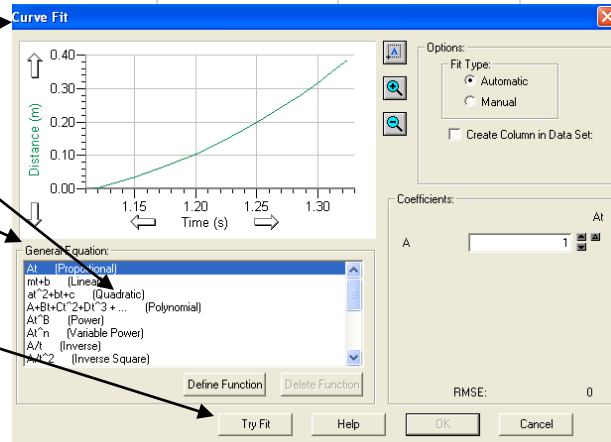 Curve Fit
0.40
0.30
0.20
0.10
0.00
Distance (m)
1.15 1.20 1.25 1.30
Time (s)
Options:
Fit Type:
Automatic
Manual
Create Column in Data Set:
Coefficients:
At
A 1
RMSE: 0
General Equation:
At (Proportional)
mt+b (Linear)
at^2+bt+c (Quadratic)
A+Bt+Ct^2+Dt^3 + ... (Polynomial)
At^B (Power)
At^n (Variable Power)
A/t (Inverse)
A/t^2 (Inverse Square)
Define Function Delete Function
Try Fit Help OK Cancel